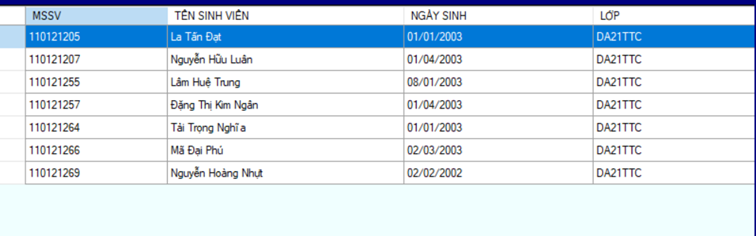 MSSV TÊN SINH VIÊN NGÀY SINH LỚP
110121205 La Tấn Đạt 01/01/2003 DA21TTC
110121207 Nguyễn Hữu Luân 01/04/2003 DA21TTC
110121255 Lâm Huệ Trung 08/01/2003 DA21TTC
110121257 Đặng Thị Kim Ngân 01/04/2003 DA21TTC
110121264 Tải Trọng Nghĩa 01/01/2003 DA21TTC
110121266 Mã Đại Phú 02/03/2003 DA21TTC
110121269 Nguyễn Hoàng Nhựt 02/02/2002 DA21TTC